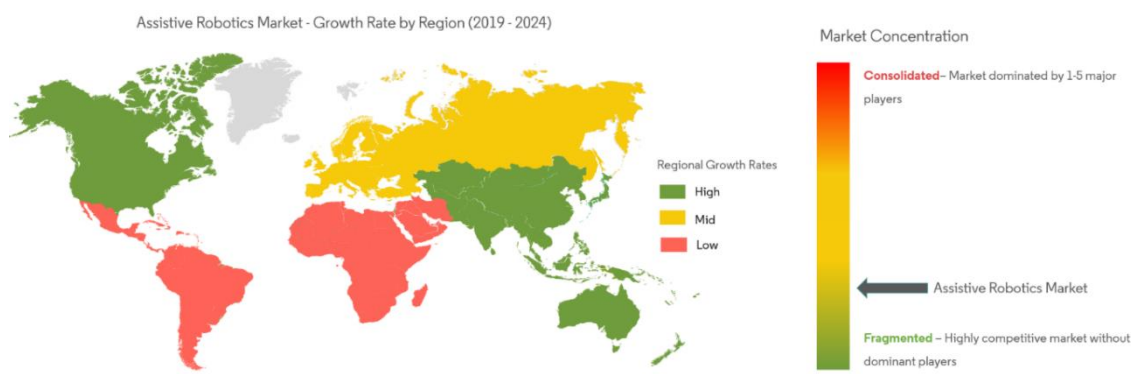 Assistive Robotics Market - Growth Rate by Region (2019 - 2024)
Regional Growth Rates
High
Mid
Low
Market Concentration
Consolidated– Market dominated by 1-5 major
players
Assistive Robotics Market
Fragmented – Highly competitive market without
dominant players